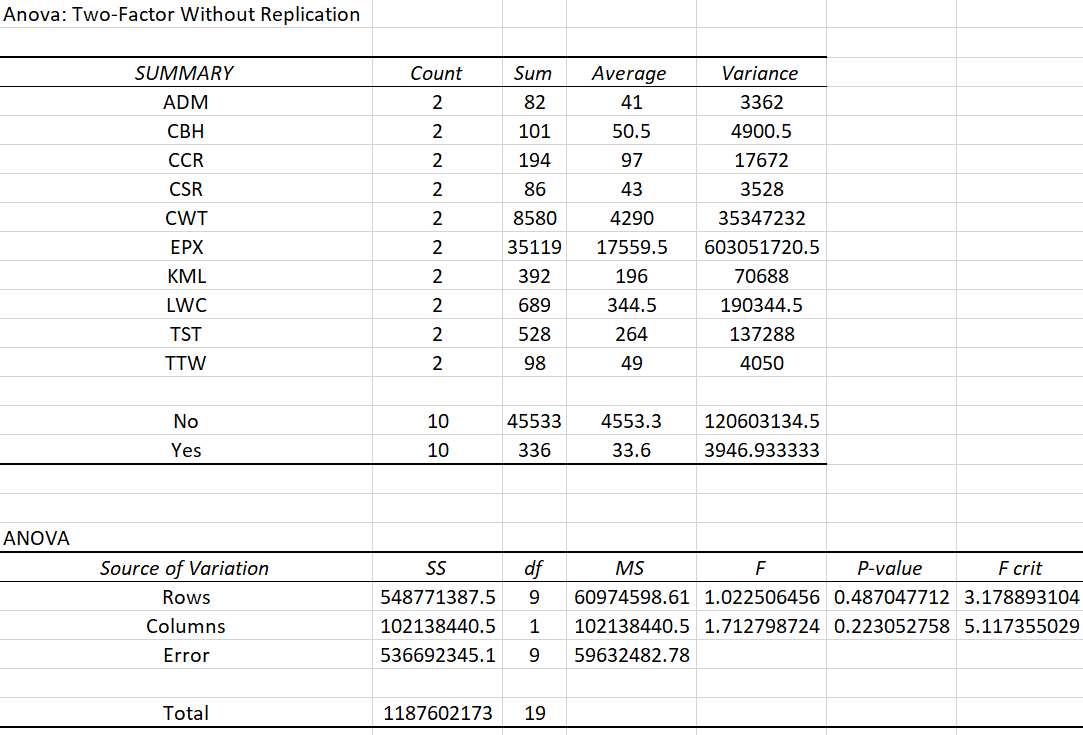 Anova: Two-Factor Without Replication
SUMMARY Count Sum Average Variance
ADM 2 82 41 3362
CBH 2 101 50.5 4900.5
CCR 2 194 97 17672
CSR 2 86 43 3528
CWT 2 8580 4290 35347232
EPX 2 35119 17559.5 603051720.5
KML 2 392 196 70688
LWC 2 689 344.5 190344.5
TST 2 528 264 137288
TTW 2 98 49 4050
No 10 45533 4553.3 120603134.5
Yes 10 336 33.6 3946.933333
ANOVA
Source of Variation SS df MS F P-value F crit
Rows 548771387.5 9 60974598.61 1.022506456 0.487047712 3.178893104
Columns 102138440.5 1 102138440.5 1.712798724 0.223052758 5.117355029
Error 536692345.1 9 59632482.78
Total 1187602173 19